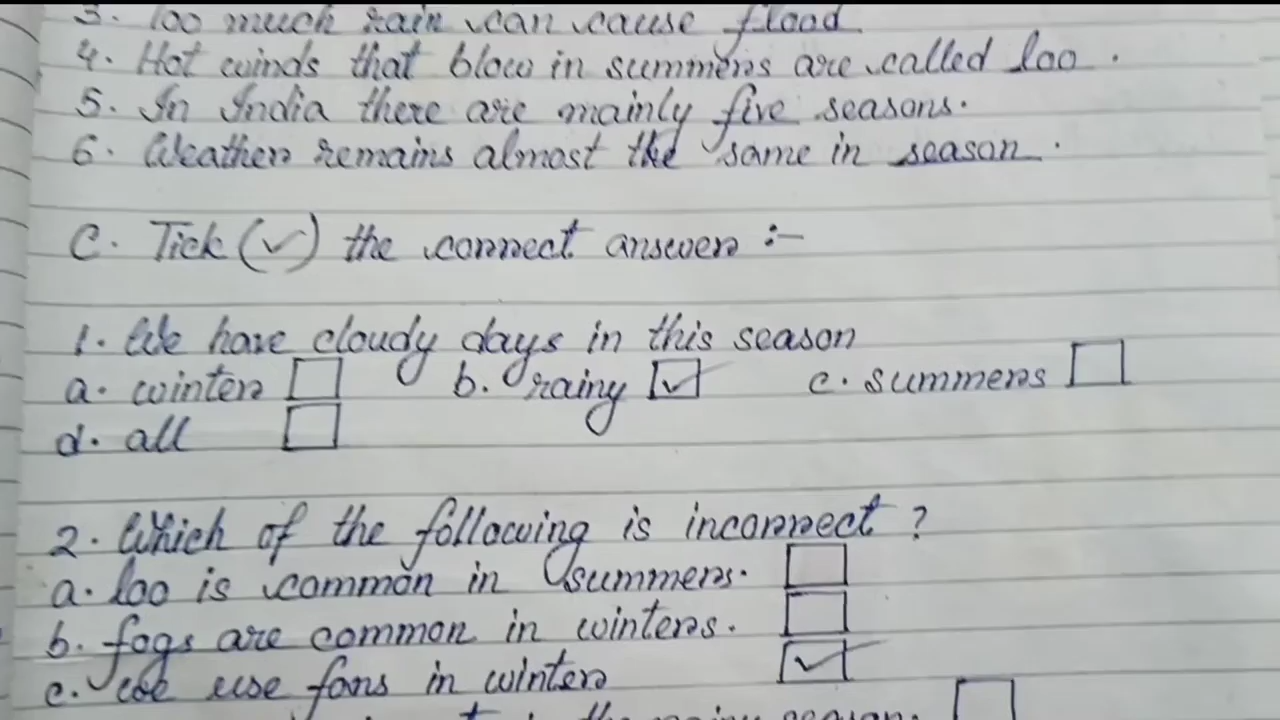 3. Too much rain can cause flood
4. Hot winds that blow in summers are called loo.
5. In India there are mainly five seasons.
6. Weather remains almost the same in season.
C. Tick (✓) the correct answer :-
1. We have cloudy days in this season
a. winter b. rainy ✓ c. summers
d. all
2. Which of the following is incorrect ?
a. loo is common in summers.
b. fogs are common in winters.
c. we use fans in winter ✓
the rainy season.